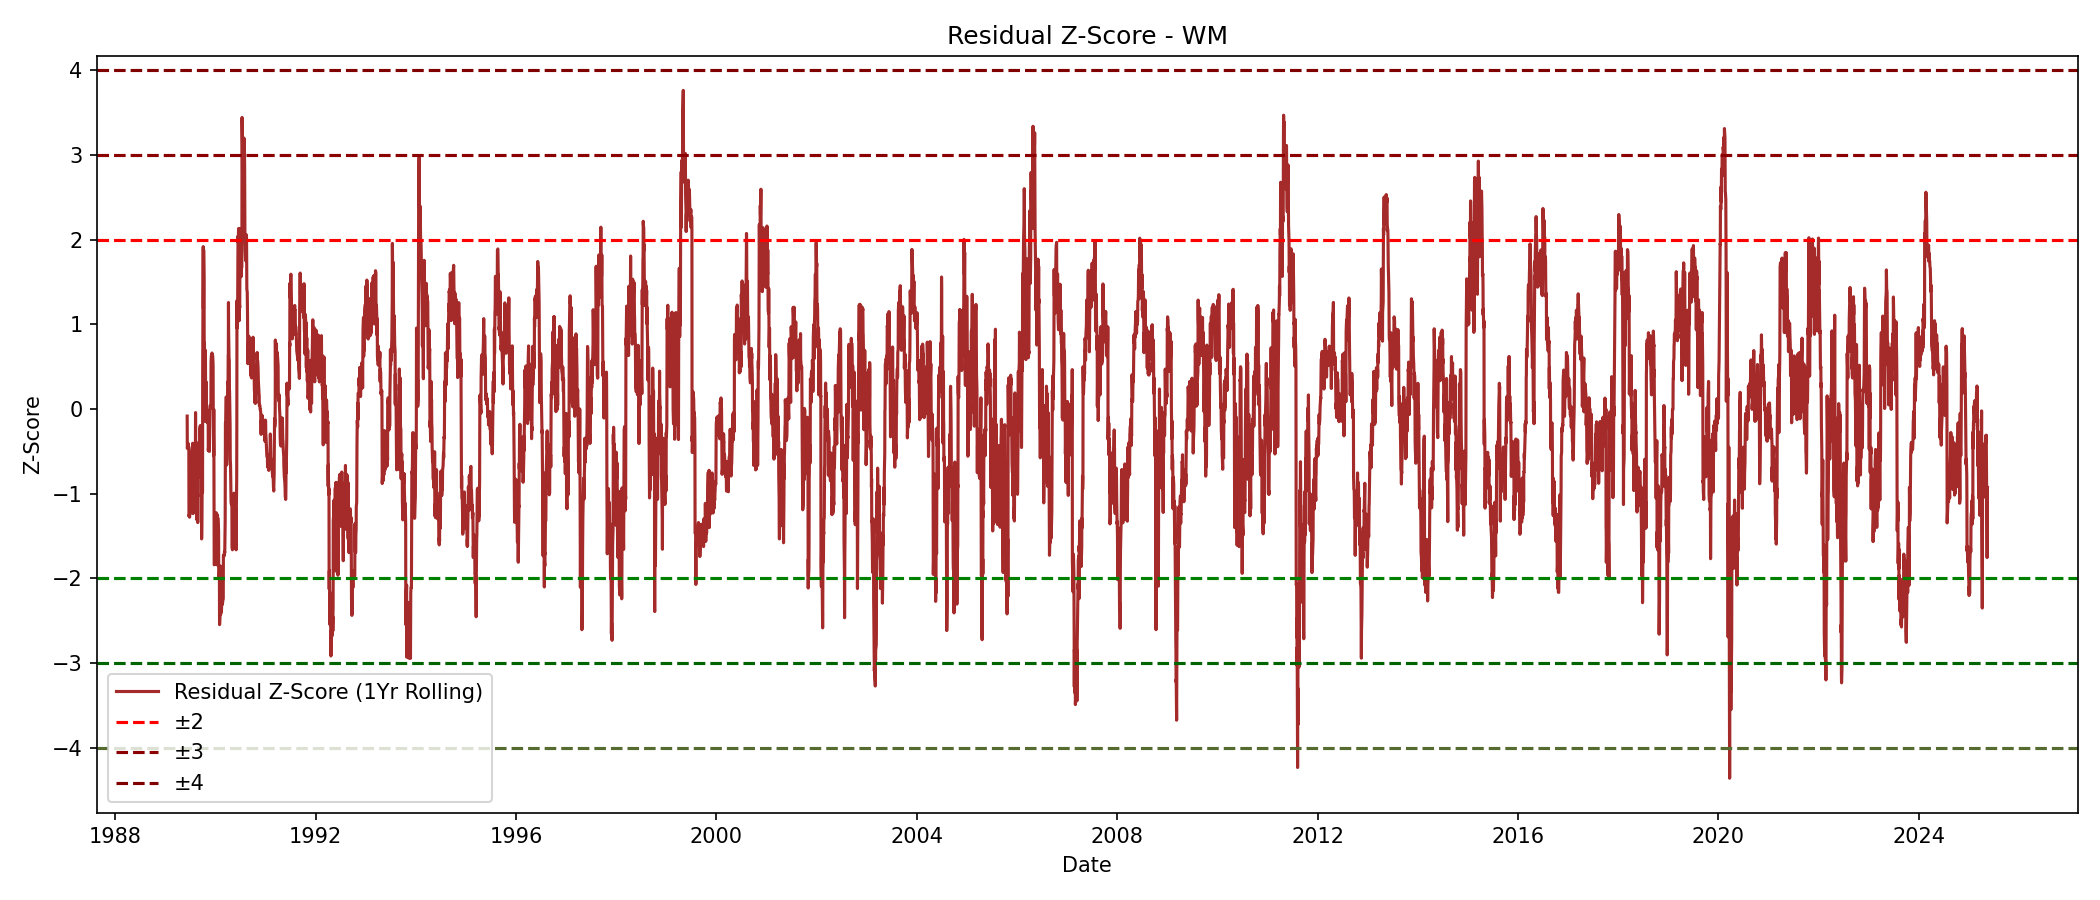 Residual Z-Score - WM
Z-Score
4
3
2
1
0
−1
−2
−3
−4
Residual Z-Score (1Yr Rolling)
±2
±3
±4
1988 1992 1996 2000 2004 2008 2012 2016 2020 2024
Date